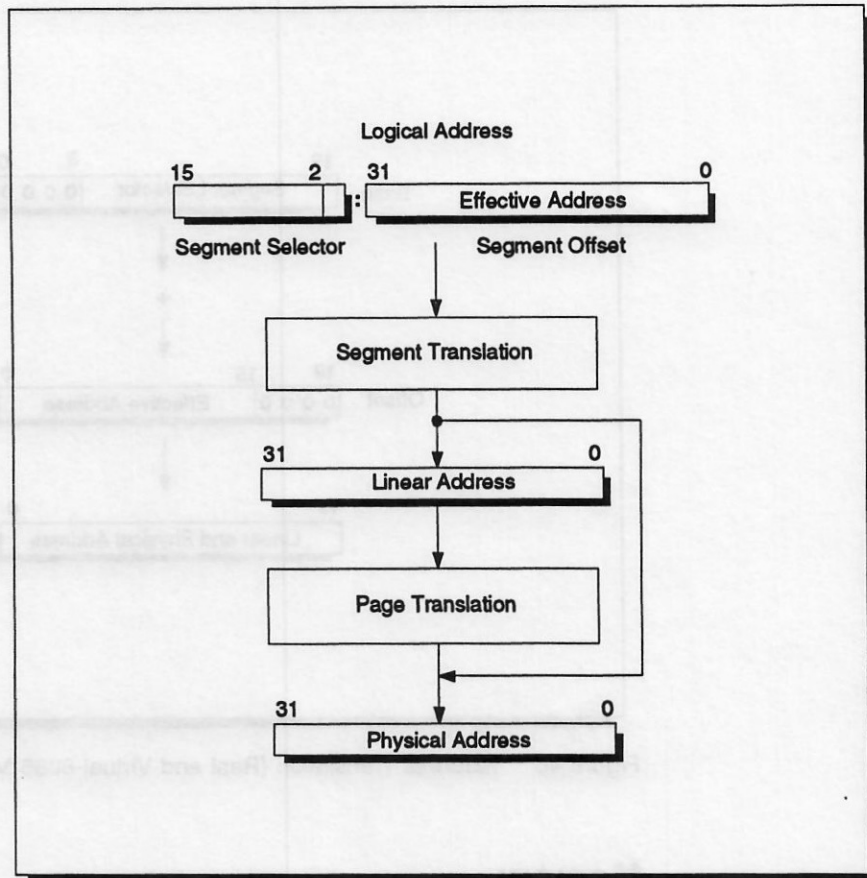 Logical Address
15 2 31 0
: Effective Address
Segment Selector Segment Offset
Segment Translation
31 0
Linear Address
Page Translation
31 0
Physical Address